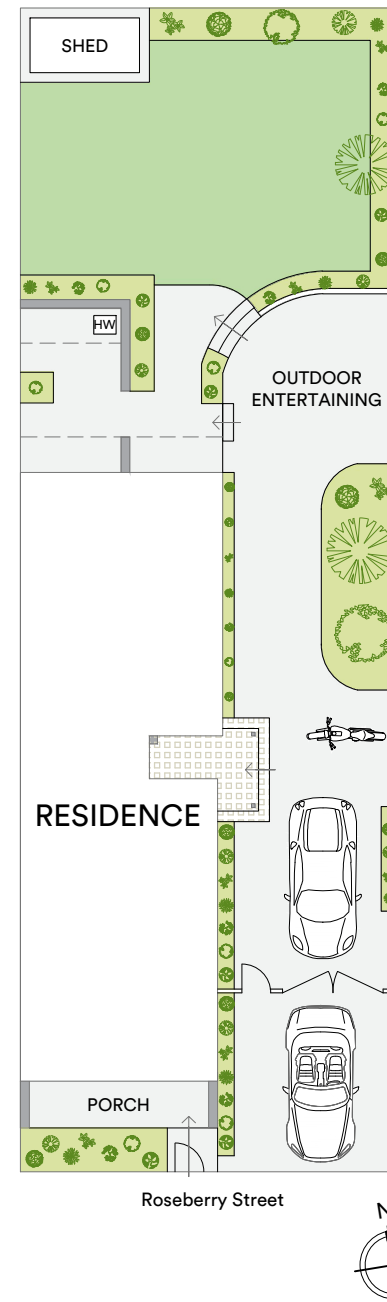 SHED
HW
OUTDOOR
ENTERTAINING
RESIDENCE
PORCH
Roseberry Street
N